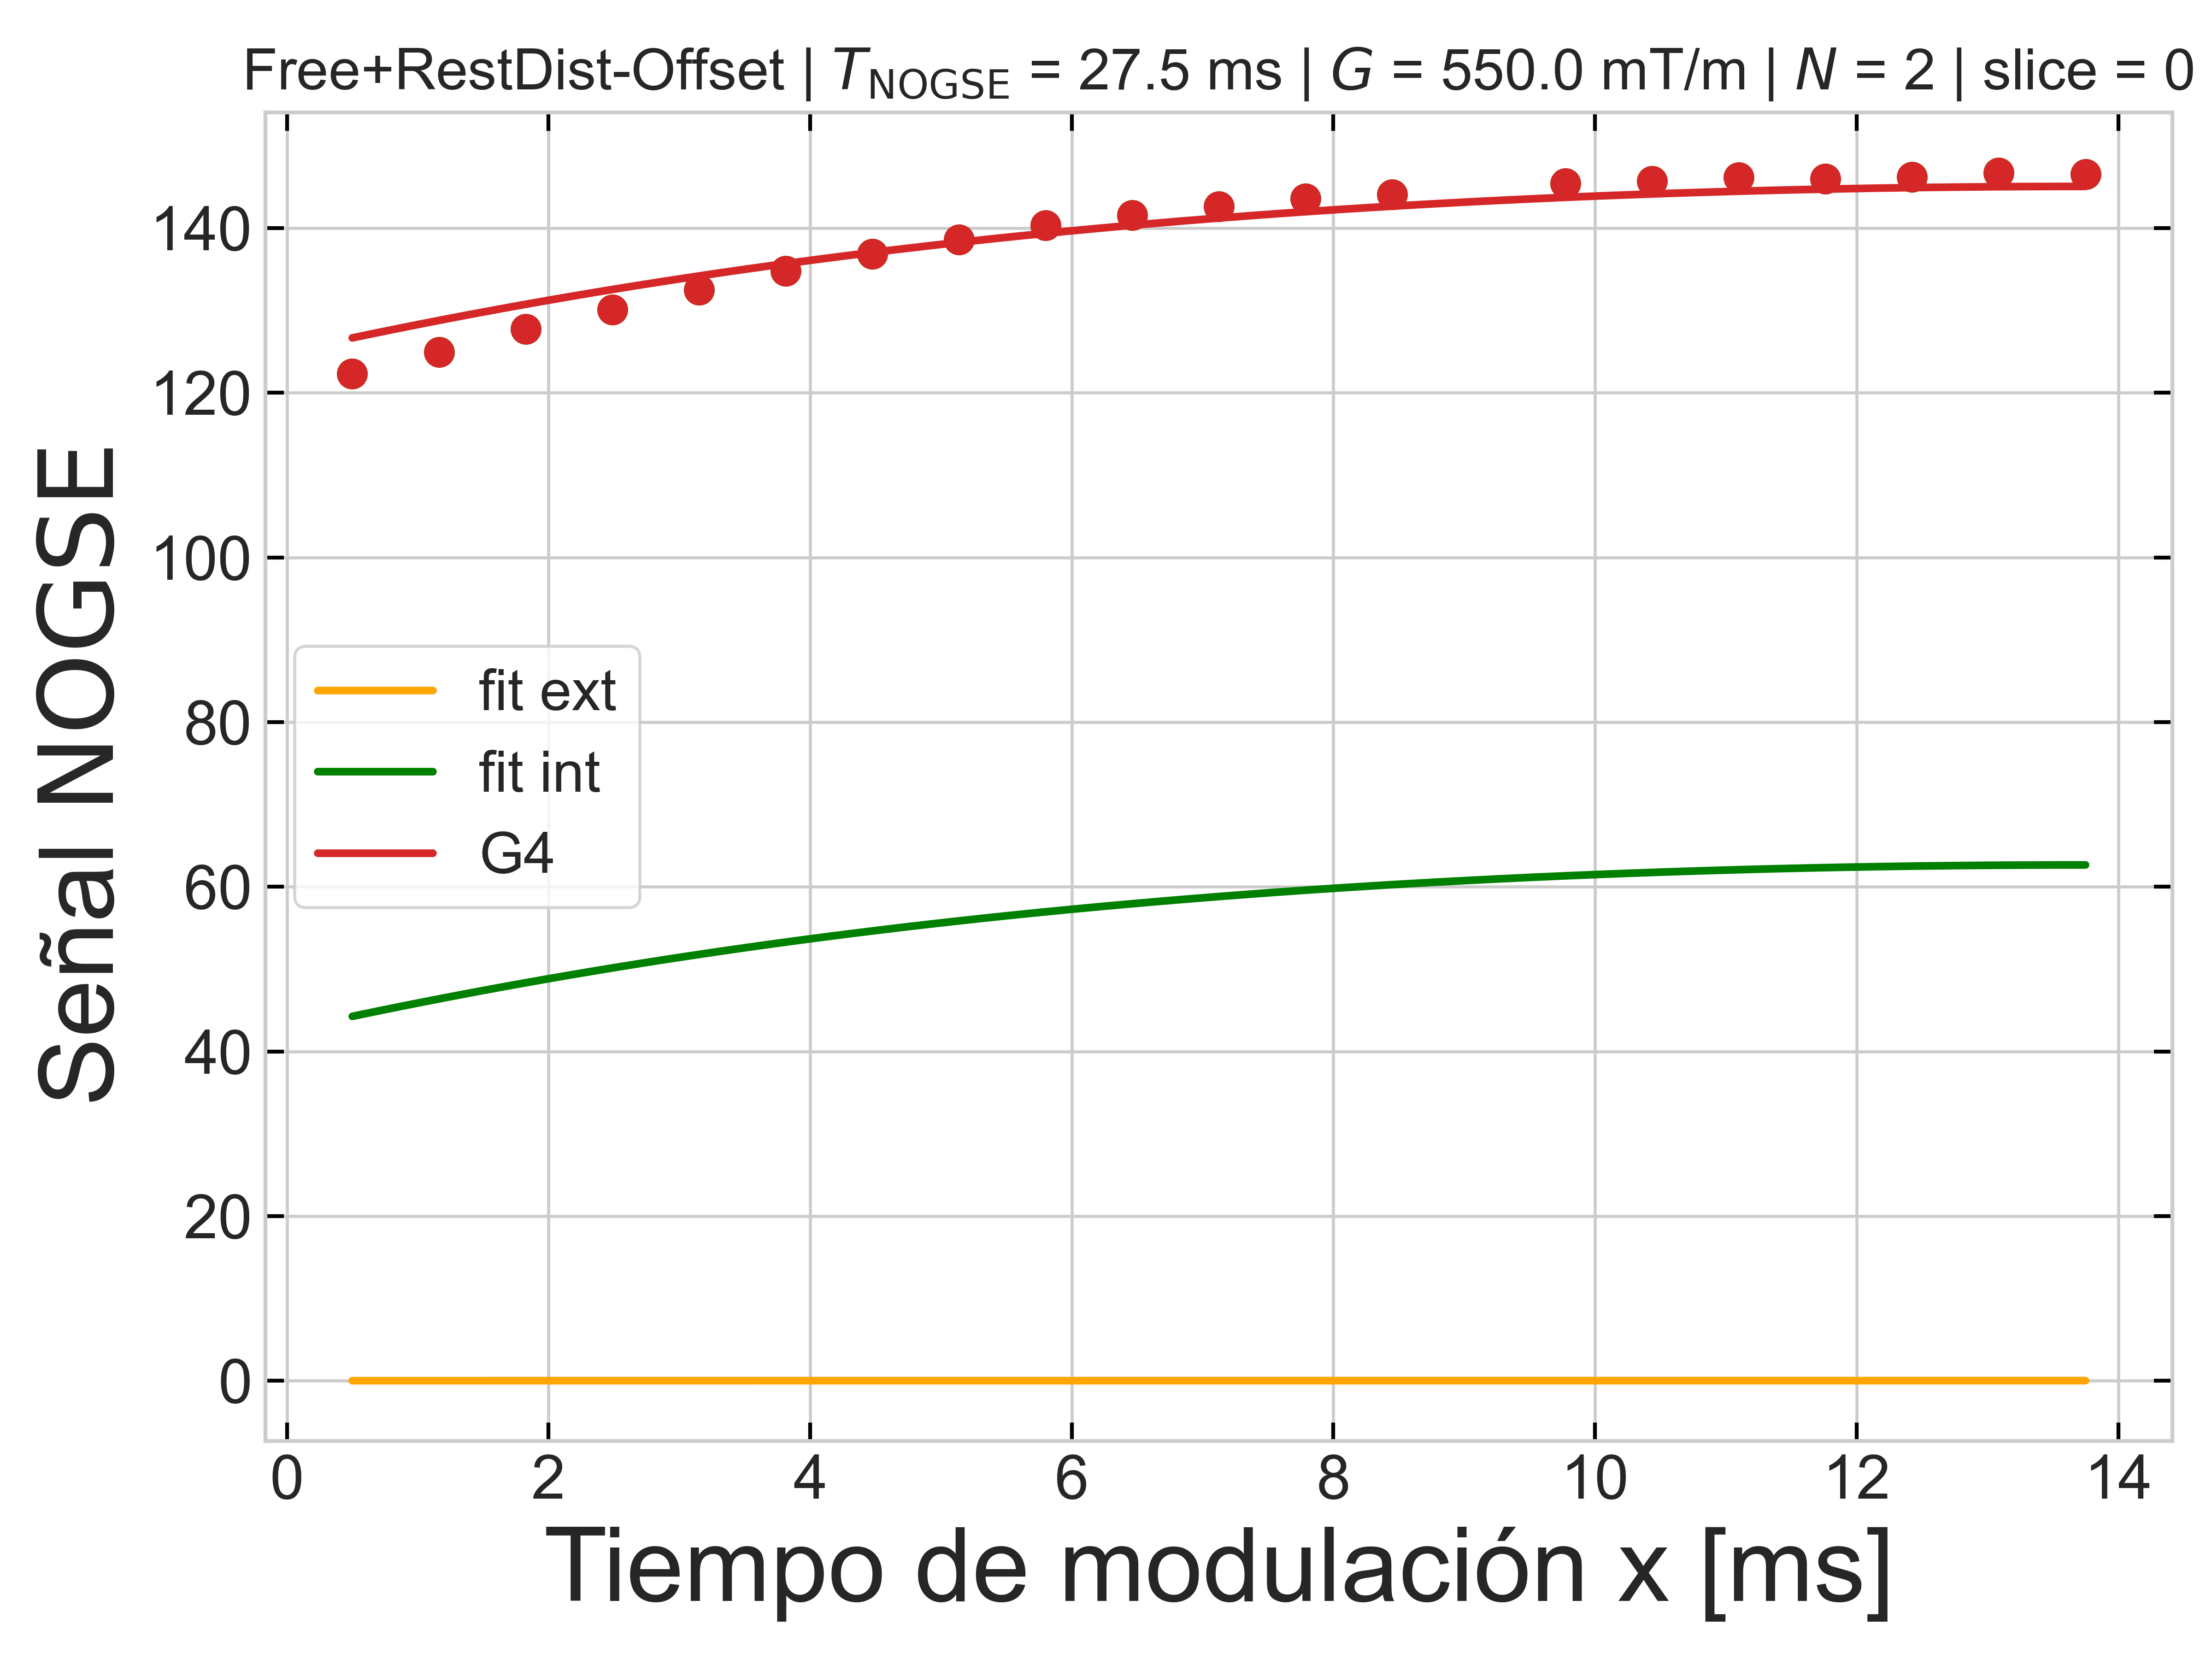 Free+RestDist-Offset | T_NOGSE = 27.5 ms | G = 550.0 mT/m | N = 2 | slice = 0
Señal NOGSE
140
120
100
80
60
40
20
0
fit ext
fit int
G4
0 2 4 6 8 10 12 14
Tiempo de modulación x [ms]